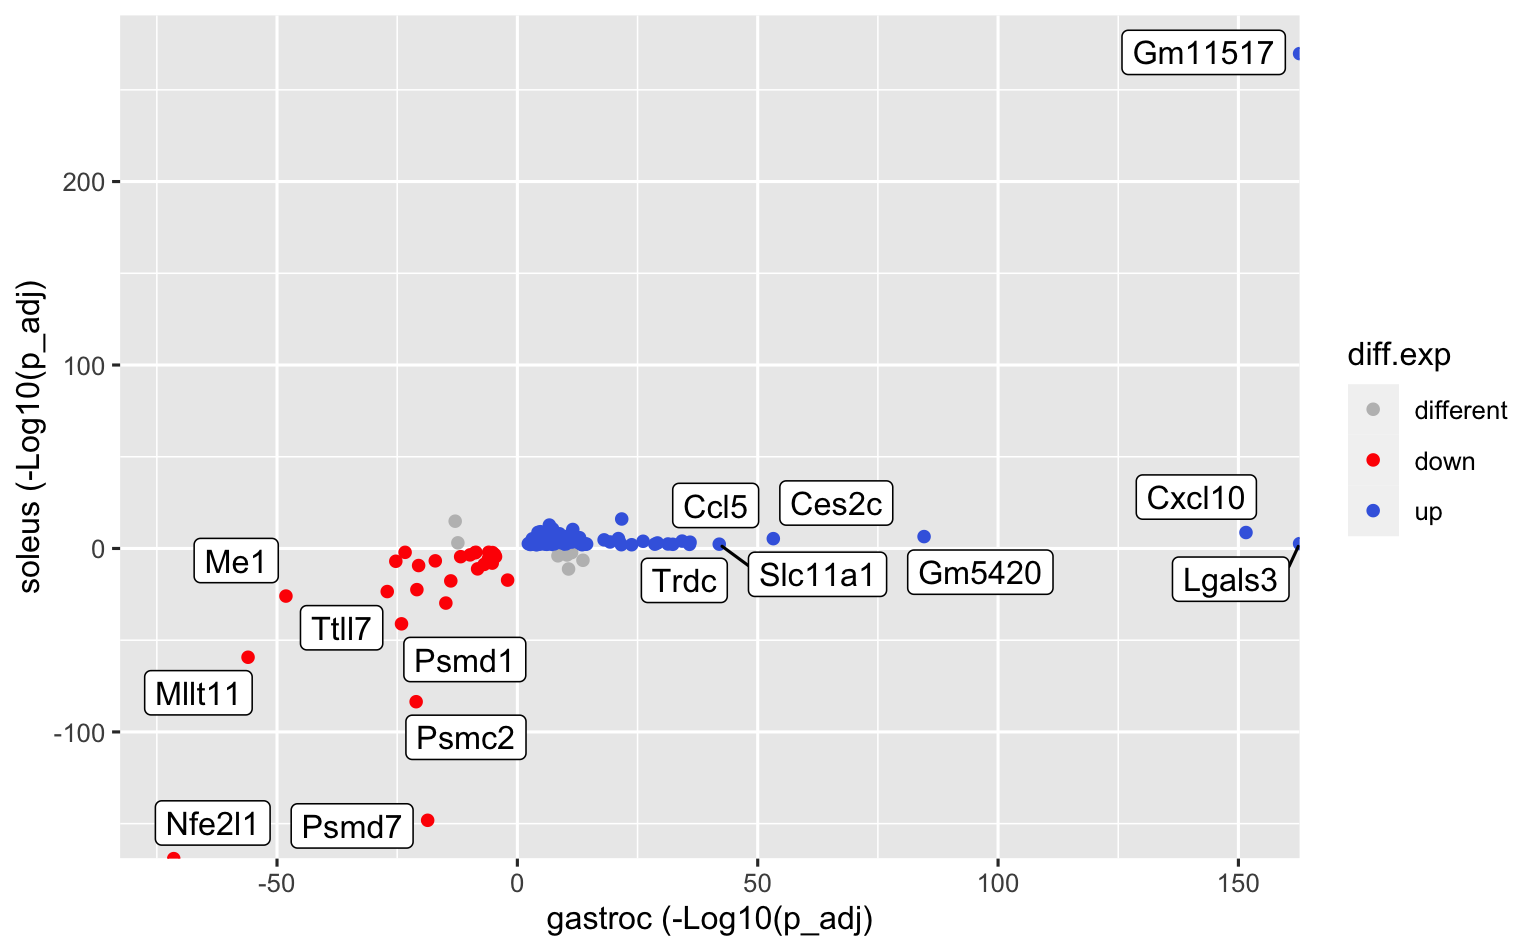 Gm11517
200
100
0
-100
soleus (-Log10(p_adj)
Cxcl10
Ccl5
Ces2c
Me1
Trdc
Slc11a1
Gm5420
Lgals3
Ttll7
Psmd1
Mllt11
Psmc2
Nfe2l1
Psmd7
-50
0
50
100
150
gastroc (-Log10(p_adj)
diff.exp
different
down
up